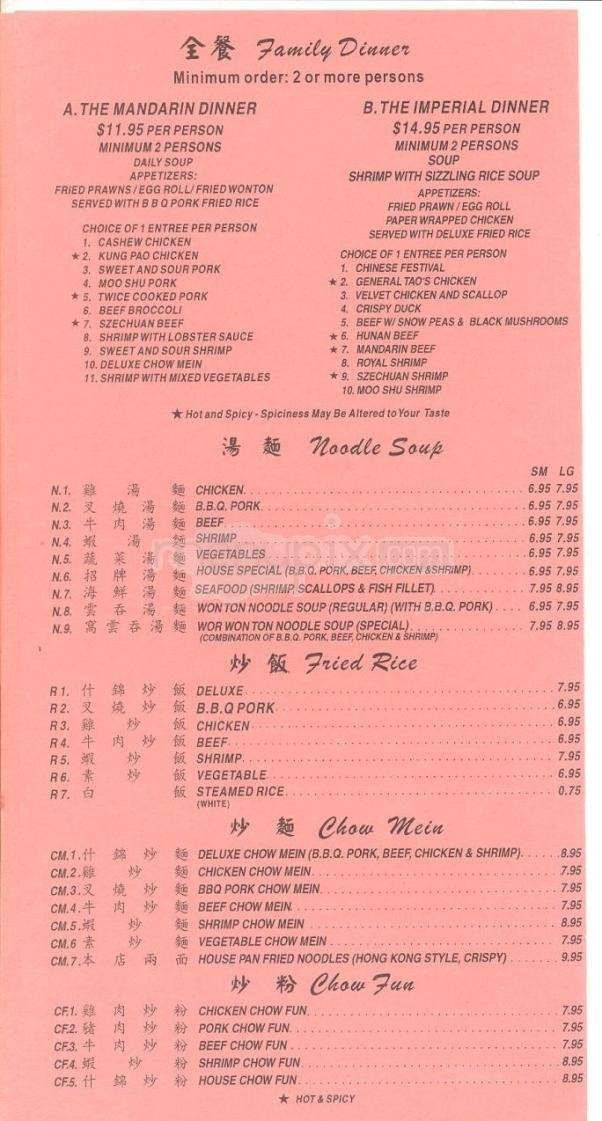 全餐 Family Dinner
Minimum order: 2 or more persons
A. THE MANDARIN DINNER
$11.95 PER PERSON
MINIMUM 2 PERSONS
DAILY SOUP
APPETIZERS:
FRIED PRAWNS / EGG ROLL/ FRIED WONTON
SERVED WITH B B Q PORK FRIED RICE
CHOICE OF 1 ENTREE PER PERSON
1. CASHEW CHICKEN
★ 2. KUNG PAO CHICKEN
3. SWEET AND SOUR PORK
4. MOO SHU PORK
★ 5. TWICE COOKED PORK
6. BEEF BROCCOLI
★ 7. SZECHUAN BEEF
8. SHRIMP WITH LOBSTER SAUCE
9. SWEET AND SOUR SHRIMP
10. DELUXE CHOW MEIN
11. SHRIMP WITH MIXED VEGETABLES
B. THE IMPERIAL DINNER
$14.95 PER PERSON
MINIMUM 2 PERSONS
SOUP
SHRIMP WITH SIZZLING RICE SOUP
APPETIZERS:
FRIED PRAWN / EGG ROLL
PAPER WRAPPED CHICKEN
SERVED WITH DELUXE FRIED RICE
CHOICE OF 1 ENTREE PER PERSON
1. CHINESE FESTIVAL
★ 2. GENERAL TAO'S CHICKEN
3. VELVET CHICKEN AND SCALLOP
4. CRISPY DUCK
5. BEEF W/ SNOW PEAS & BLACK MUSHROOMS
★ 6. HUNAN BEEF
★ 7. MANDARIN BEEF
8. ROYAL SHRIMP
★ 9. SZECHUAN SHRIMP
10. MOO SHU SHRIMP
★ Hot and Spicy - Spiciness May Be Altered to Your Taste
湯麵 Noodle Soup
SM LG
N.1. 雞湯麵 CHICKEN 6.95 7.95
N.2. 叉燒湯麵 B.B.Q. PORK 6.95 7.95
N.3. 牛肉湯麵 BEEF 6.95 7.95
N.4. 蝦湯麵 SHRIMP 6.95 7.95
N.5. 蔬菜湯麵 VEGETABLES 6.95 7.95
N.6. 招牌湯麵 HOUSE SPECIAL (B.B.Q. PORK, BEEF, CHICKEN & SHRIMP) 6.95 7.95
N.7. 海鮮湯麵 SEAFOOD (SHRIMP, SCALLOPS & FISH FILLET) 7.95 8.95
N.8. 雲吞湯麵 WON TON NOODLE SOUP (REGULAR) (WITH B.B.Q. PORK) 6.95 7.95
N.9. 窩雲吞湯麵 WOR WON TON NOODLE SOUP (SPECIAL) 7.95 8.95
(COMBINATION OF B.B.Q. PORK, BEEF, CHICKEN & SHRIMP)
炒飯 Fried Rice
R 1. 什錦炒飯 DELUXE 7.95
R 2. 叉燒炒飯 B.B.Q PORK 6.95
R 3. 雞炒飯 CHICKEN 6.95
R 4. 牛肉炒飯 BEEF 6.95
R 5. 蝦炒飯 SHRIMP 7.95
R 6. 素炒飯 VEGETABLE 6.95
R 7. 白飯 STEAMED RICE 0.75
(WHITE)
炒麵 Chow Mein
CM.1. 什錦炒麵 DELUXE CHOW MEIN (B.B.Q. PORK, BEEF, CHICKEN & SHRIMP) 8.95
CM.2. 雞炒麵 CHICKEN CHOW MEIN 7.95
CM.3. 叉燒炒麵 BBQ PORK CHOW MEIN 7.95
CM.4. 牛肉炒麵 BEEF CHOW MEIN 7.95
CM.5. 蝦炒麵 SHRIMP CHOW MEIN 8.95
CM.6 素炒麵 VEGETABLE CHOW MEIN 7.95
CM.7. 本店兩面 HOUSE PAN FRIED NOODLES (HONG KONG STYLE, CRISPY) 9.95
炒粉 Chow Fun
CF.1. 雞肉炒粉 CHICKEN CHOW FUN 7.95
CF.2. 豬肉炒粉 PORK CHOW FUN 7.95
CF.3. 牛肉炒粉 BEEF CHOW FUN 7.95
CF.4. 蝦炒粉 SHRIMP CHOW FUN 8.95
CF.5. 什錦炒粉 HOUSE CHOW FUN 8.95
★ HOT & SPICY